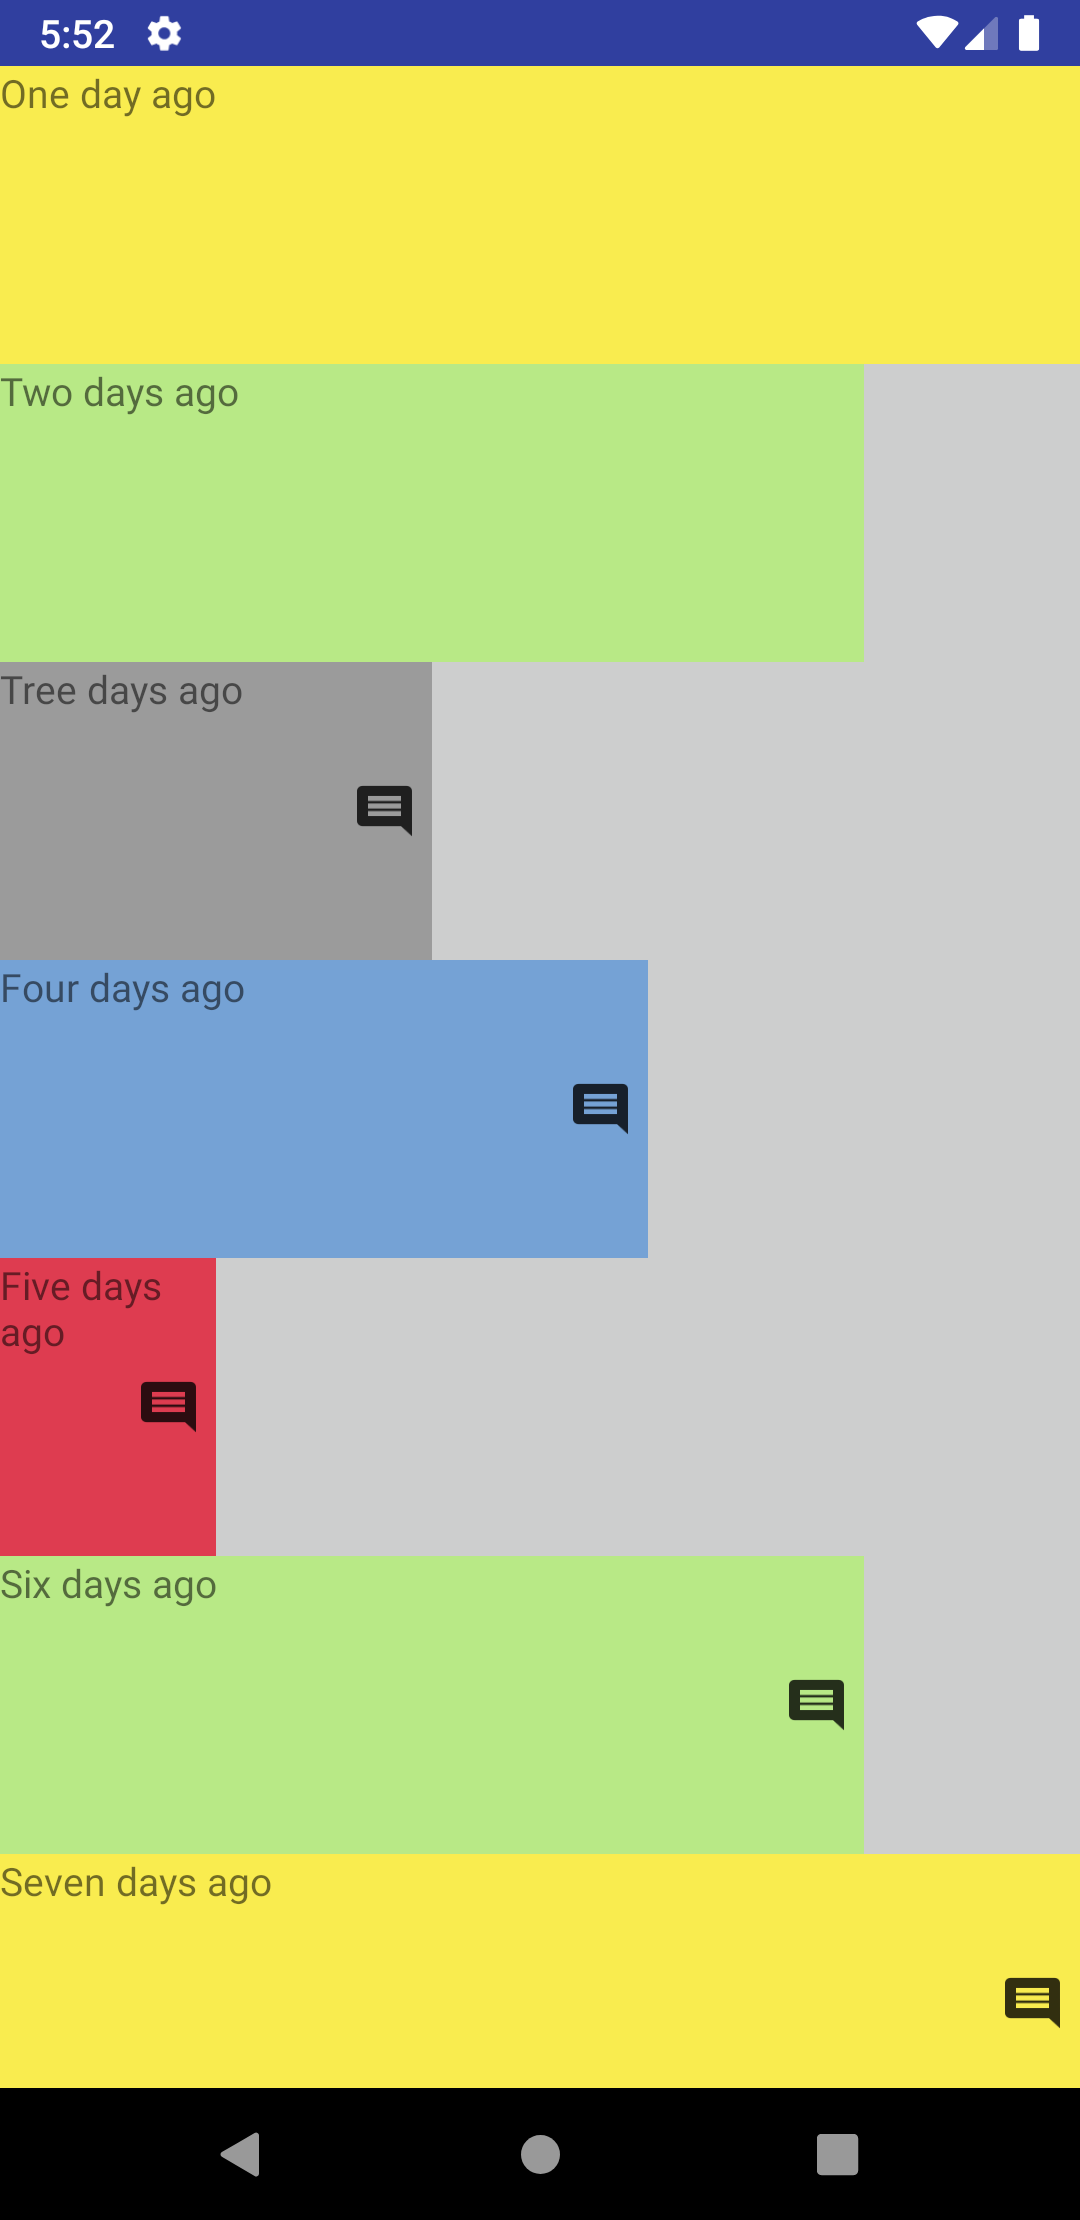 5:52
One day ago
Two days ago
Tree days ago
Four days ago
Five days
ago
Six days ago
Seven days ago